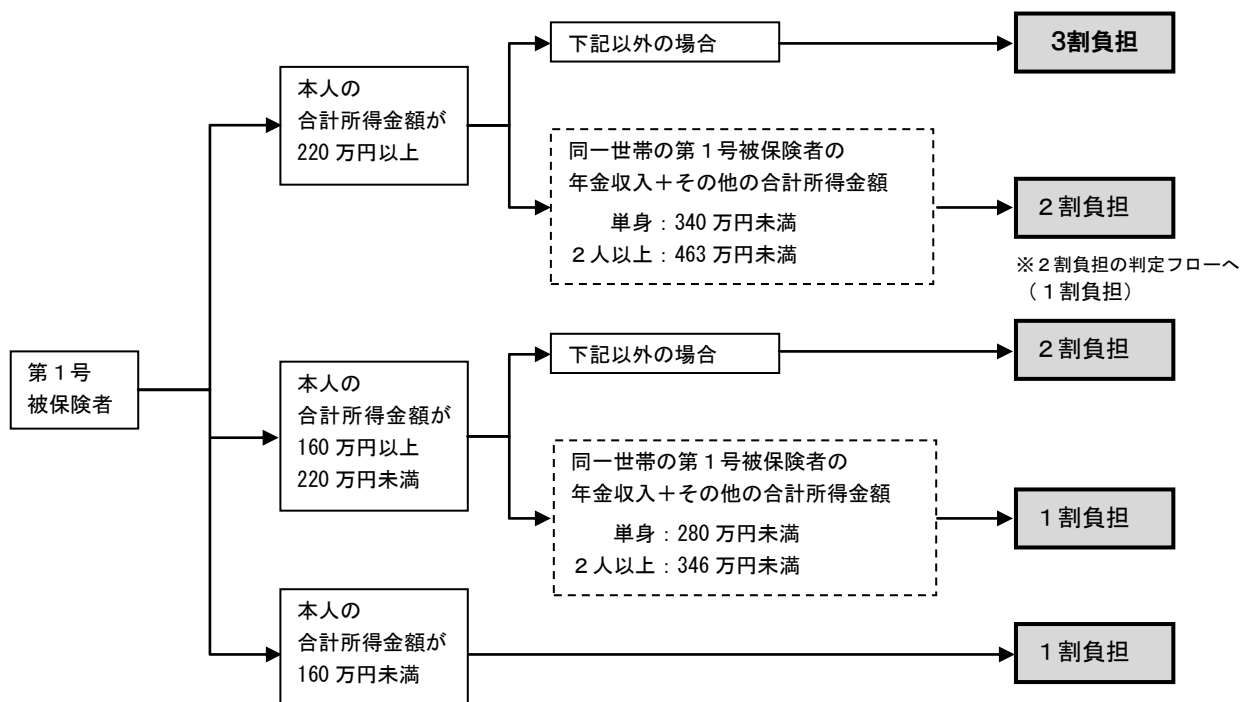 第１号
被保険者
本人の
合計所得金額が
220 万円以上
下記以外の場合
3割負担
同一世帯の第１号被保険者の
年金収入＋その他の合計所得金額
単身：340 万円未満
２人以上：463 万円未満
２割負担
※２割負担の判定フローへ
（１割負担）
本人の
合計所得金額が
160 万円以上
220 万円未満
下記以外の場合
２割負担
同一世帯の第１号被保険者の
年金収入＋その他の合計所得金額
単身：280 万円未満
２人以上：346 万円未満
１割負担
本人の
合計所得金額が
160 万円未満
１割負担